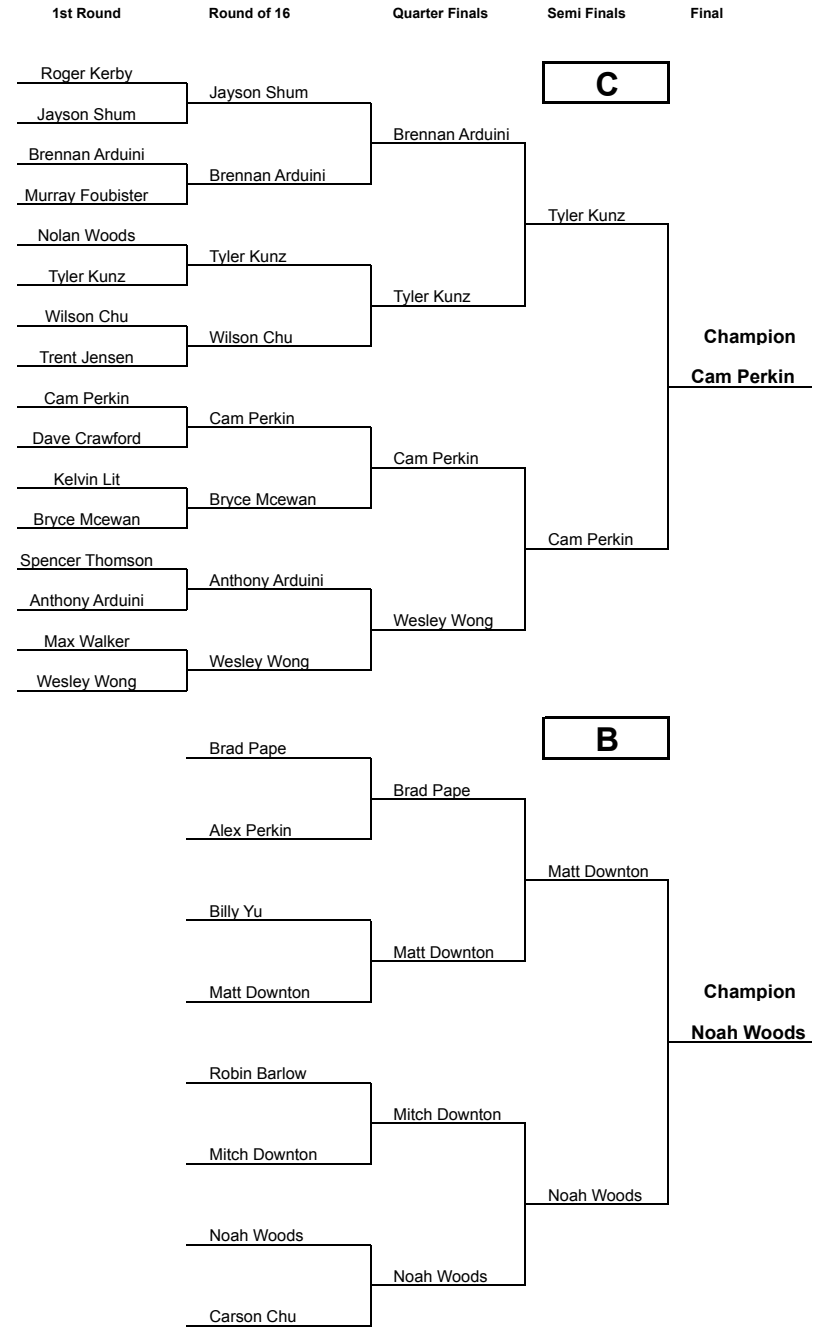 1st Round Round of 16 Quarter Finals Semi Finals Final
Roger Kerby
Jayson Shum
C
Jayson Shum
Brennan Arduini
Brennan Arduini
Brennan Arduini
Murray Foubister
Tyler Kunz
Nolan Woods
Tyler Kunz
Tyler Kunz
Tyler Kunz
Wilson Chu
Wilson Chu
Champion
Trent Jensen
Cam Perkin
Cam Perkin
Cam Perkin
Dave Crawford
Cam Perkin
Kelvin Lit
Bryce Mcewan
Bryce Mcewan
Cam Perkin
Spencer Thomson
Anthony Arduini
Anthony Arduini
Wesley Wong
Max Walker
Wesley Wong
Wesley Wong
B
Brad Pape
Brad Pape
Alex Perkin
Matt Downton
Billy Yu
Matt Downton
Matt Downton
Champion
Noah Woods
Robin Barlow
Mitch Downton
Mitch Downton
Noah Woods
Noah Woods
Noah Woods
Carson Chu